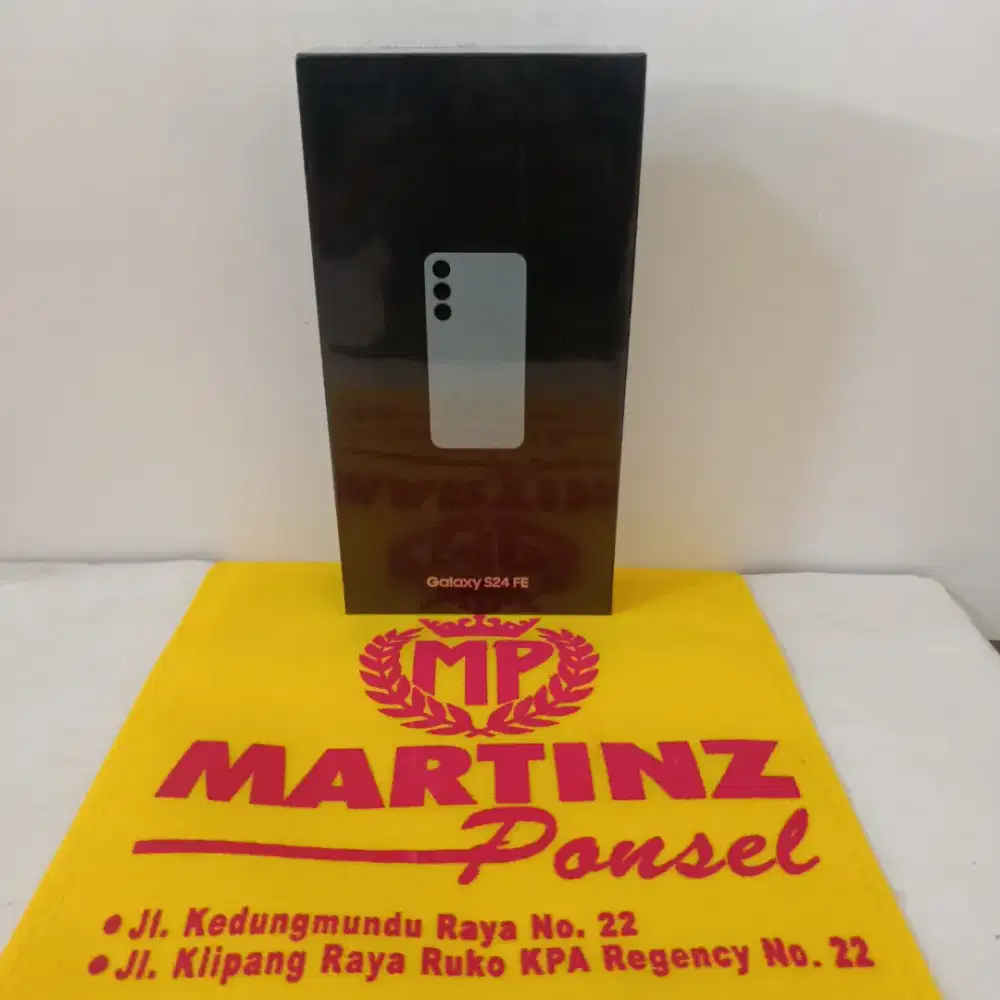 Galaxy S24 FE
MP
MARTINZ
Ponsel
• Jl. Kedungmundu Raya No. 22
• Jl. Klipang Raya Ruko KPA Regency No. 22